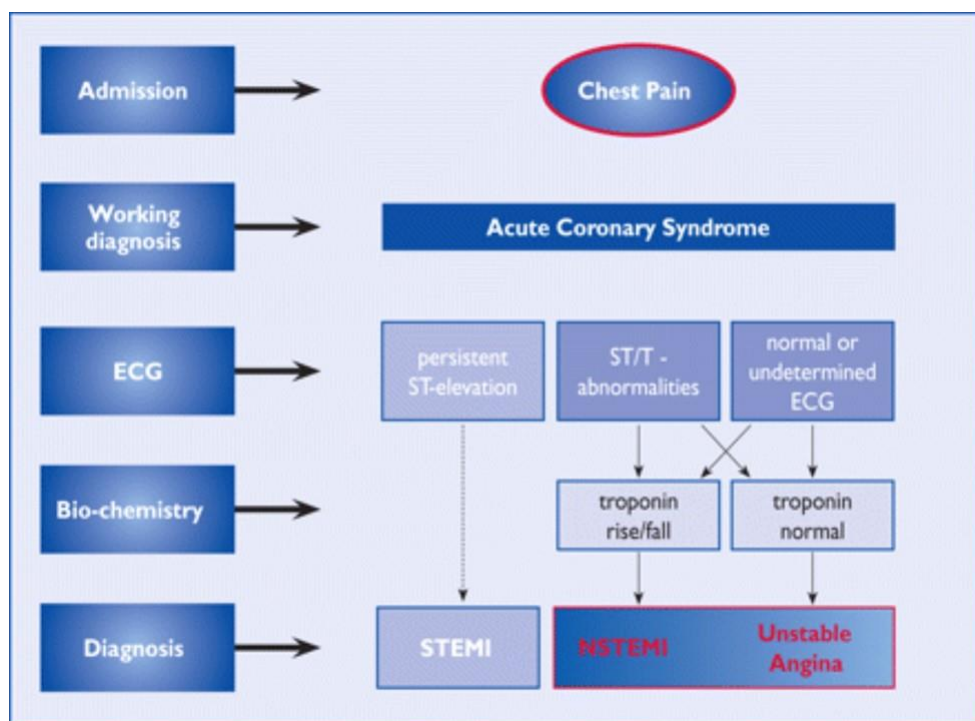 Admission
Chest Pain
Working
diagnosis
Acute Coronary Syndrome
ECG
persistent
ST-elevation
ST/T -
abnormalities
normal or
undetermined
ECG
Bio-chemistry
troponin
rise/fall
troponin
normal
Diagnosis
STEMI
NSTEMI
Unstable
Angina